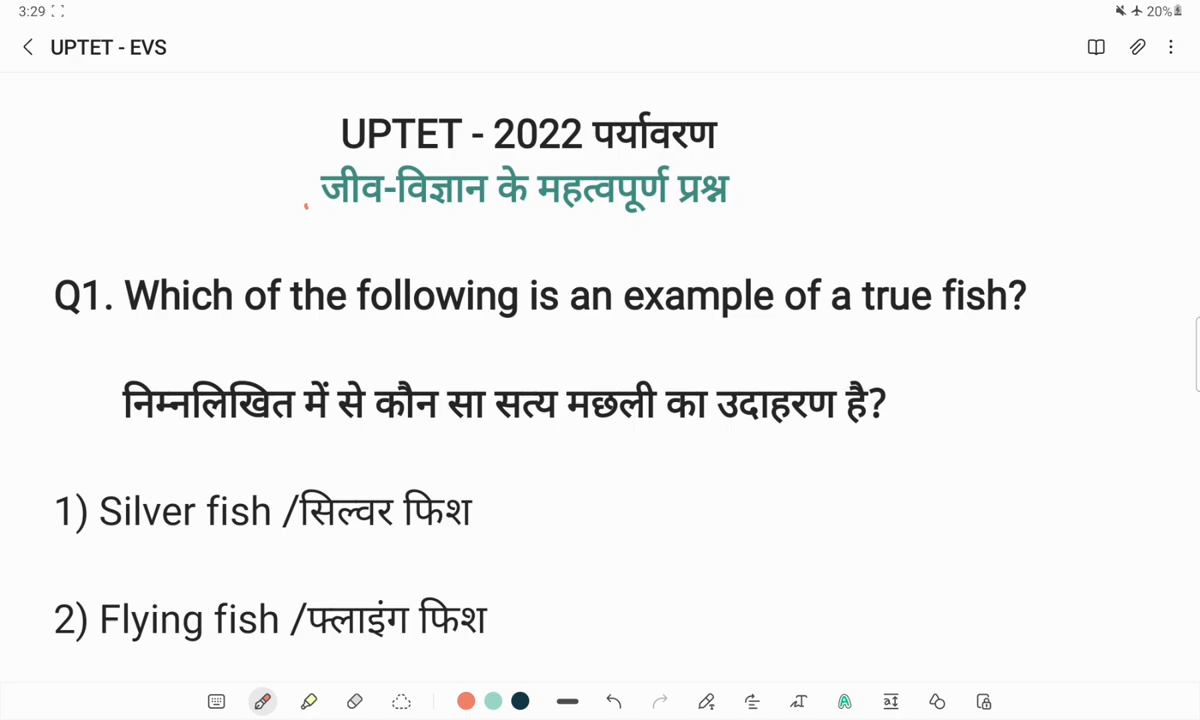 3:29
20%
UPTET - EVS
UPTET - 2022 पर्यावरण
जीव-विज्ञान के महत्वपूर्ण प्रश्न
Q1. Which of the following is an example of a true fish?
निम्नलिखित में से कौन सा सत्य मछली का उदाहरण है?
1) Silver fish /सिल्वर फिश
2) Flying fish /फ्लाइंग फिश